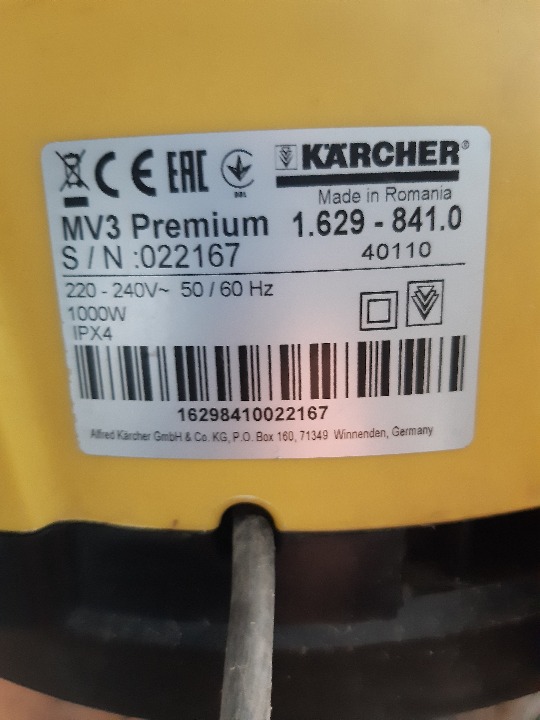 CE EAC
KÄRCHER®
Made in Romania
MV3 Premium 1.629 - 841.0
S / N :022167 40110
220 - 240V~ 50 / 60 Hz
1000W
IPX4
16298410022167
Alfred Kärcher GmbH & Co. KG, P.O. Box 160, 71349 Winnenden, Germany